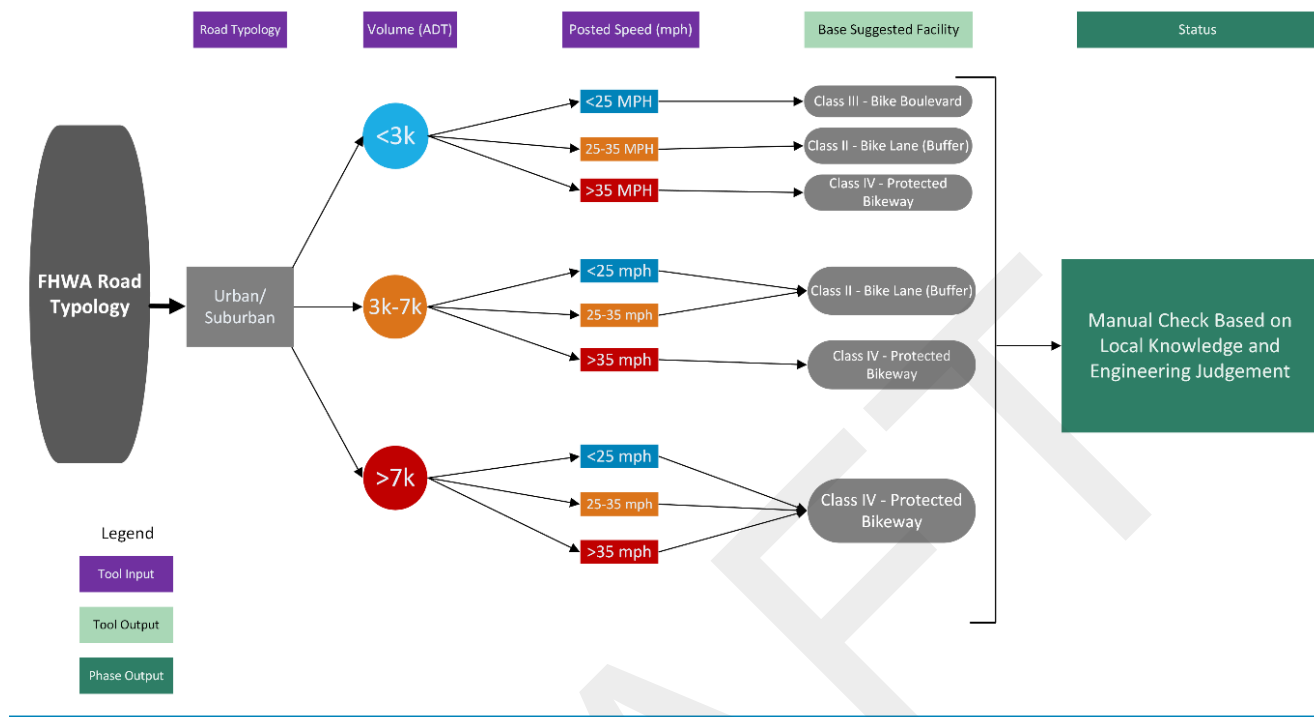 Road Typology
Volume (ADT)
Posted Speed (mph)
Base Suggested Facility
Status
FHWA Road
Typology
Urban/
Suburban
<3k
<25 MPH
Class III - Bike Boulevard
25-35 MPH
Class II - Bike Lane (Buffer)
>35 MPH
Class IV - Protected
Bikeway
3k-7k
<25 mph
25-35 mph
Class II - Bike Lane (Buffer)
>35 mph
Class IV - Protected
Bikeway
>7k
<25 mph
25-35 mph
>35 mph
Class IV - Protected
Bikeway
Manual Check Based on
Local Knowledge and
Engineering Judgement
Legend
Tool Input
Tool Output
Phase Output